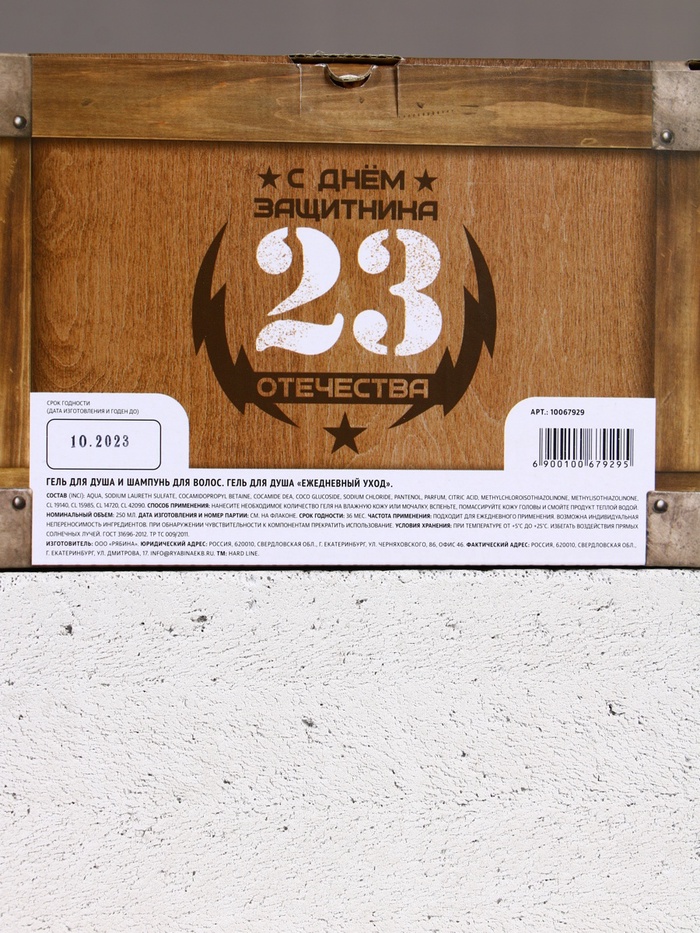 С ДНЁМ
ЗАЩИТНИКА
23
ОТЕЧЕСТВА
СРОК ГОДНОСТИ
(ДАТА ИЗГОТОВЛЕНИЯ И ГОДЕН ДО)
10.2023
АРТ.: 10067929
6 900100 679295
ГЕЛЬ ДЛЯ ДУША И ШАМПУНЬ ДЛЯ ВОЛОС. ГЕЛЬ ДЛЯ ДУША «ЕЖЕДНЕВНЫЙ УХОД».
СОСТАВ (INCI): AQUA, SODIUM LAURETH SULFATE, COCAMIDOPROPYL BETAINE, COCAMIDE DEA, COCO GLUCOSIDE, SODIUM CHLORIDE, PANTENOL, PARFUM, CITRIC ACID, METHYLCHLOROISOTHIAZOLINONE, METHYLISOTHIAZOLINONE,
CL 19140, CL 15985, CL 14720, CL 42090. СПОСОБ ПРИМЕНЕНИЯ: НАНЕСИТЕ НЕОБХОДИМОЕ КОЛИЧЕСТВО ГЕЛЯ НА ВЛАЖНУЮ КОЖУ ИЛИ МОЧАЛКУ, ВСПЕНЬТЕ, ПОМАССИРУЙТЕ КОЖУ ГОЛОВЫ И СМОЙТЕ ПРОДУКТ ТЕПЛОЙ ВОДОЙ.
НОМИНАЛЬНЫЙ ОБЪЕМ: 250 МЛ. ДАТА ИЗГОТОВЛЕНИЯ И НОМЕР ПАРТИИ: СМ. НА ФЛАКОНЕ. СРОК ГОДНОСТИ: 36 МЕС. ЧАСТОТА ПРИМЕНЕНИЯ: ПОДХОДИТ ДЛЯ ЕЖЕДНЕВНОГО ПРИМЕНЕНИЯ. ВОЗМОЖНА ИНДИВИДУАЛЬНАЯ
НЕПЕРЕНОСИМОСТЬ ИНГРЕДИЕНТОВ. ПРИ ОБНАРУЖЕНИИ ЧУВСТВИТЕЛЬНОСТИ К КОМПОНЕНТАМ ПРЕКРАТИТЬ ИСПОЛЬЗОВАНИЕ. УСЛОВИЯ ХРАНЕНИЯ: ПРИ ТЕМПЕРАТУРЕ ОТ +5°С ДО +25°С. ИЗБЕГАТЬ ВОЗДЕЙСТВИЯ ПРЯМЫХ
СОЛНЕЧНЫХ ЛУЧЕЙ. ГОСТ 31696-2012. ТР ТС 009/2011.
ИЗГОТОВИТЕЛЬ: ООО «РЯБИНА». ЮРИДИЧЕСКИЙ АДРЕС: РОССИЯ, 620010, СВЕРДЛОВСКАЯ ОБЛ., Г. ЕКАТЕРИНБУРГ, УЛ. ЧЕРНЯХОВСКОГО, 86, ОФИС 46. ФАКТИЧЕСКИЙ АДРЕС: РОССИЯ, 620010, СВЕРДЛОВСКАЯ ОБЛ.,
Г. ЕКАТЕРИНБУРГ, УЛ. ДМИТРОВА, 17. INFO@RYABINAEKB.RU. ТМ: HARD LINE.